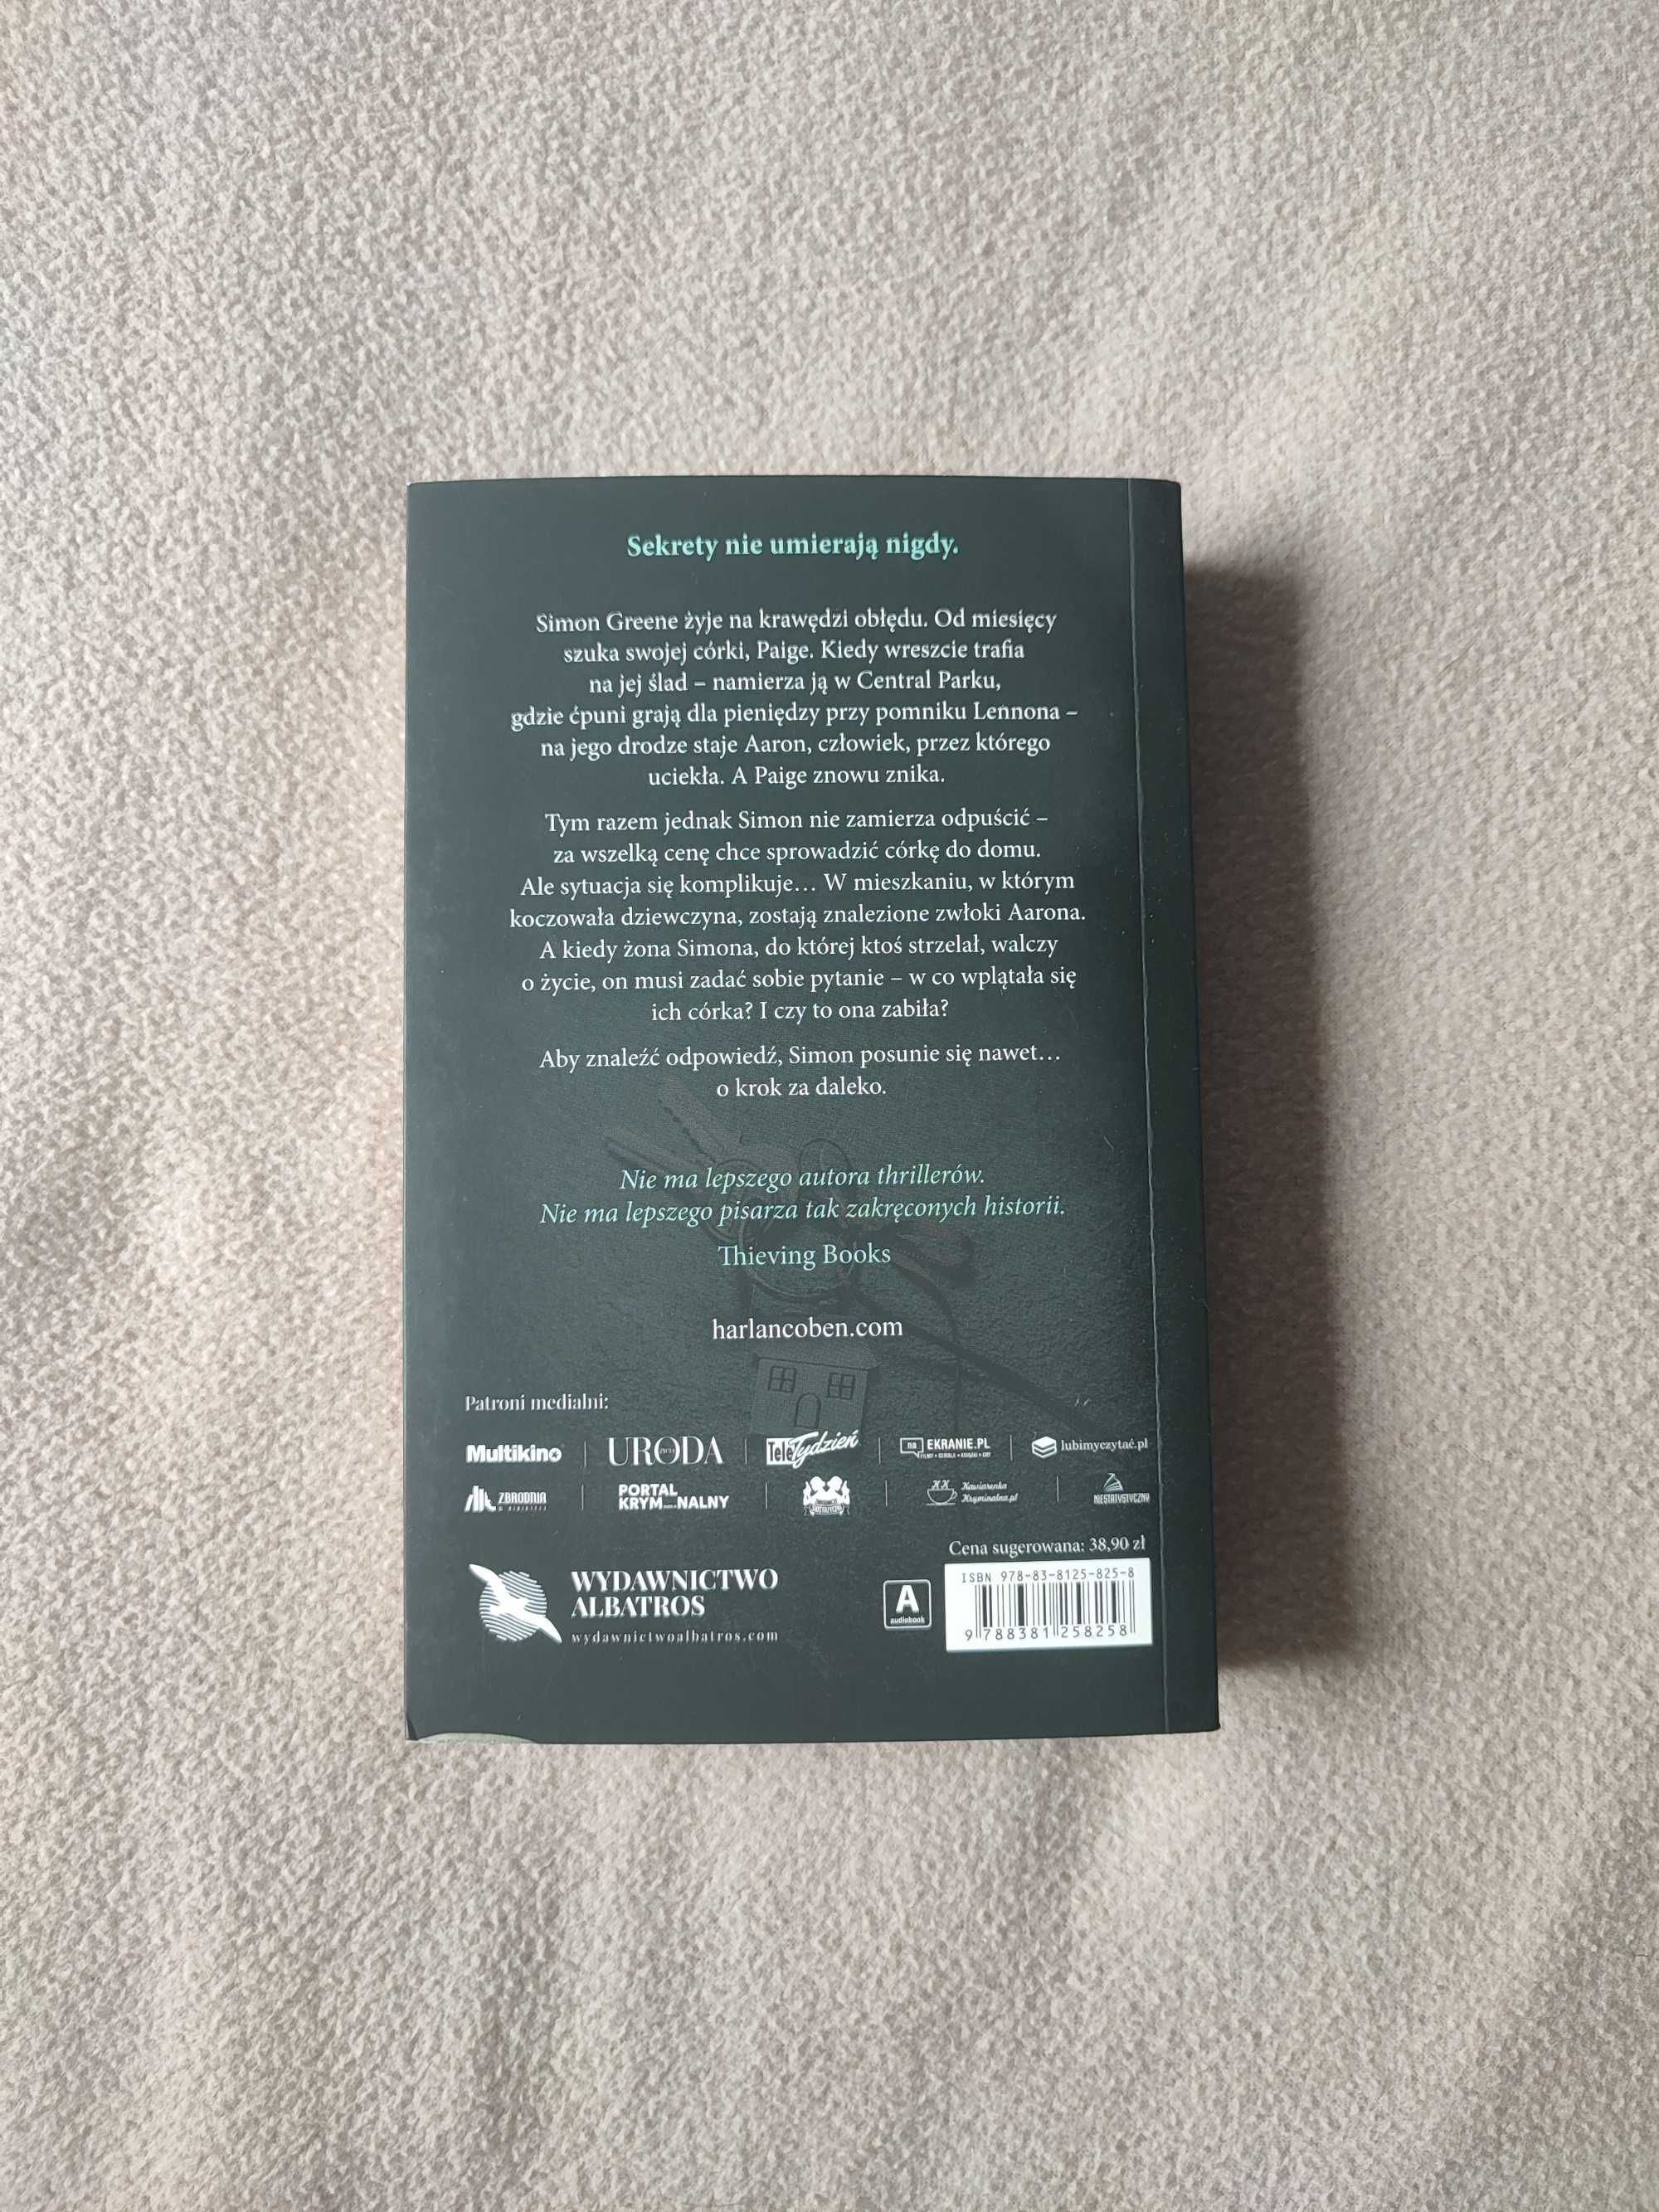 Sekrety nie umierają nigdy.
Simon Greene żyje na krawędzi obłędu. Od miesięcy
szuka swojej córki, Paige. Kiedy wreszcie trafia
na jej ślad – namierza ją w Central Parku,
gdzie ćpuni grają dla pieniędzy przy pomniku Lennona –
na jego drodze staje Aaron, człowiek, przez którego
uciekła. A Paige znowu znika.
Tym razem jednak Simon nie zamierza odpuścić –
za wszelką cenę chce sprowadzić córkę do domu.
Ale sytuacja się komplikuje… W mieszkaniu, w którym
koczowała dziewczyna, zostają znalezione zwłoki Aarona.
A kiedy żona Simona, do której ktoś strzelał, walczy
o życie, on musi zadać sobie pytanie – w co wplątała się
ich córka? I czy to ona zabiła?
Aby znaleźć odpowiedź, Simon posunie się nawet…
o krok za daleko.
Nie ma lepszego autora thrillerów.
Nie ma lepszego pisarza tak zakręconych historii.
Thieving Books
harlancoben.com
Patroni medialni:
Multikino URODA TeleTydzień na EKRANIE.PL lubimyczytać.pl
ZBRODNIA PORTAL Kawiarenka NIESTATYSTYCZNY
KRYM NALNY Kryminalna.pl
Cena sugerowana: 38,90 zł
WYDAWNICTWO
ALBATROS
wydawnictwoalbatros.com
A
audiobook
ISBN 978-83-8125-825-8
9 788381 258258